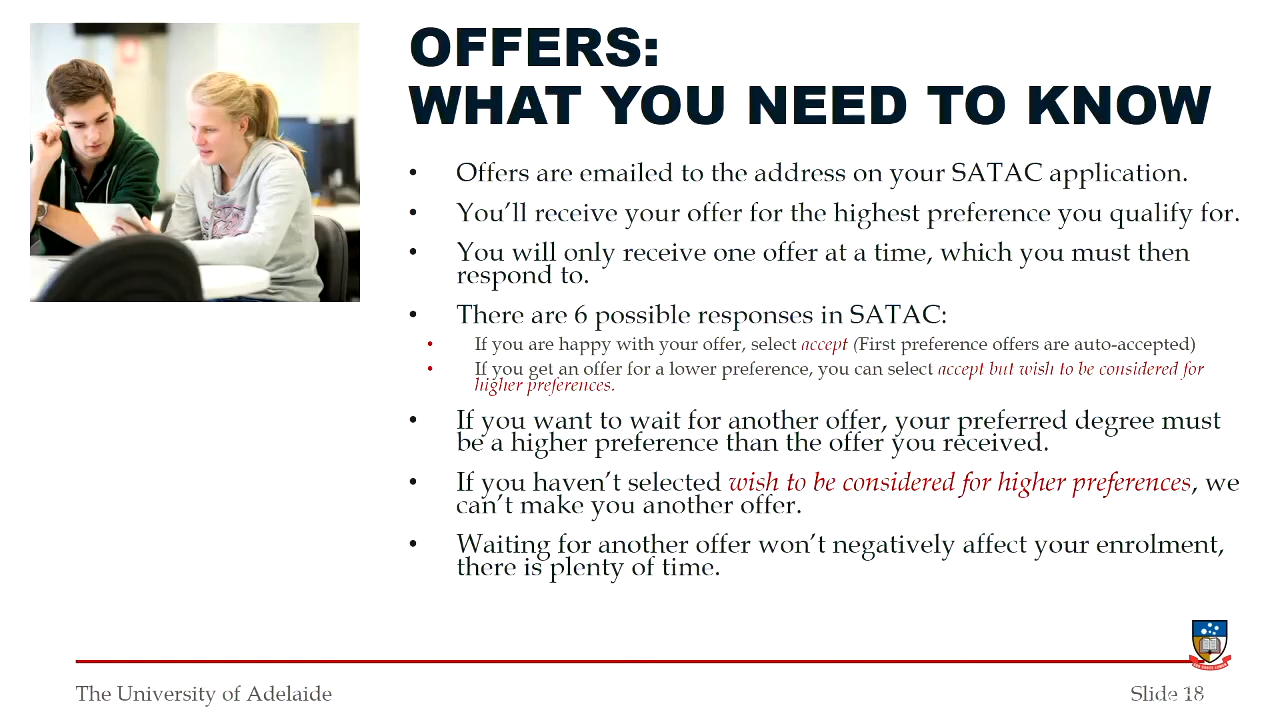 OFFERS:
WHAT YOU NEED TO KNOW
• Offers are emailed to the address on your SATAC application.
• You’ll receive your offer for the highest preference you qualify for.
• You will only receive one offer at a time, which you must then
respond to.
• There are 6 possible responses in SATAC:
• If you are happy with your offer, select accept (First preference offers are auto-accepted)
• If you get an offer for a lower preference, you can select accept but wish to be considered for
higher preferences.
• If you want to wait for another offer, your preferred degree must
be a higher preference than the offer you received.
• If you haven’t selected wish to be considered for higher preferences, we
can’t make you another offer.
• Waiting for another offer won’t negatively affect your enrolment,
there is plenty of time.
The University of Adelaide
Slide 18